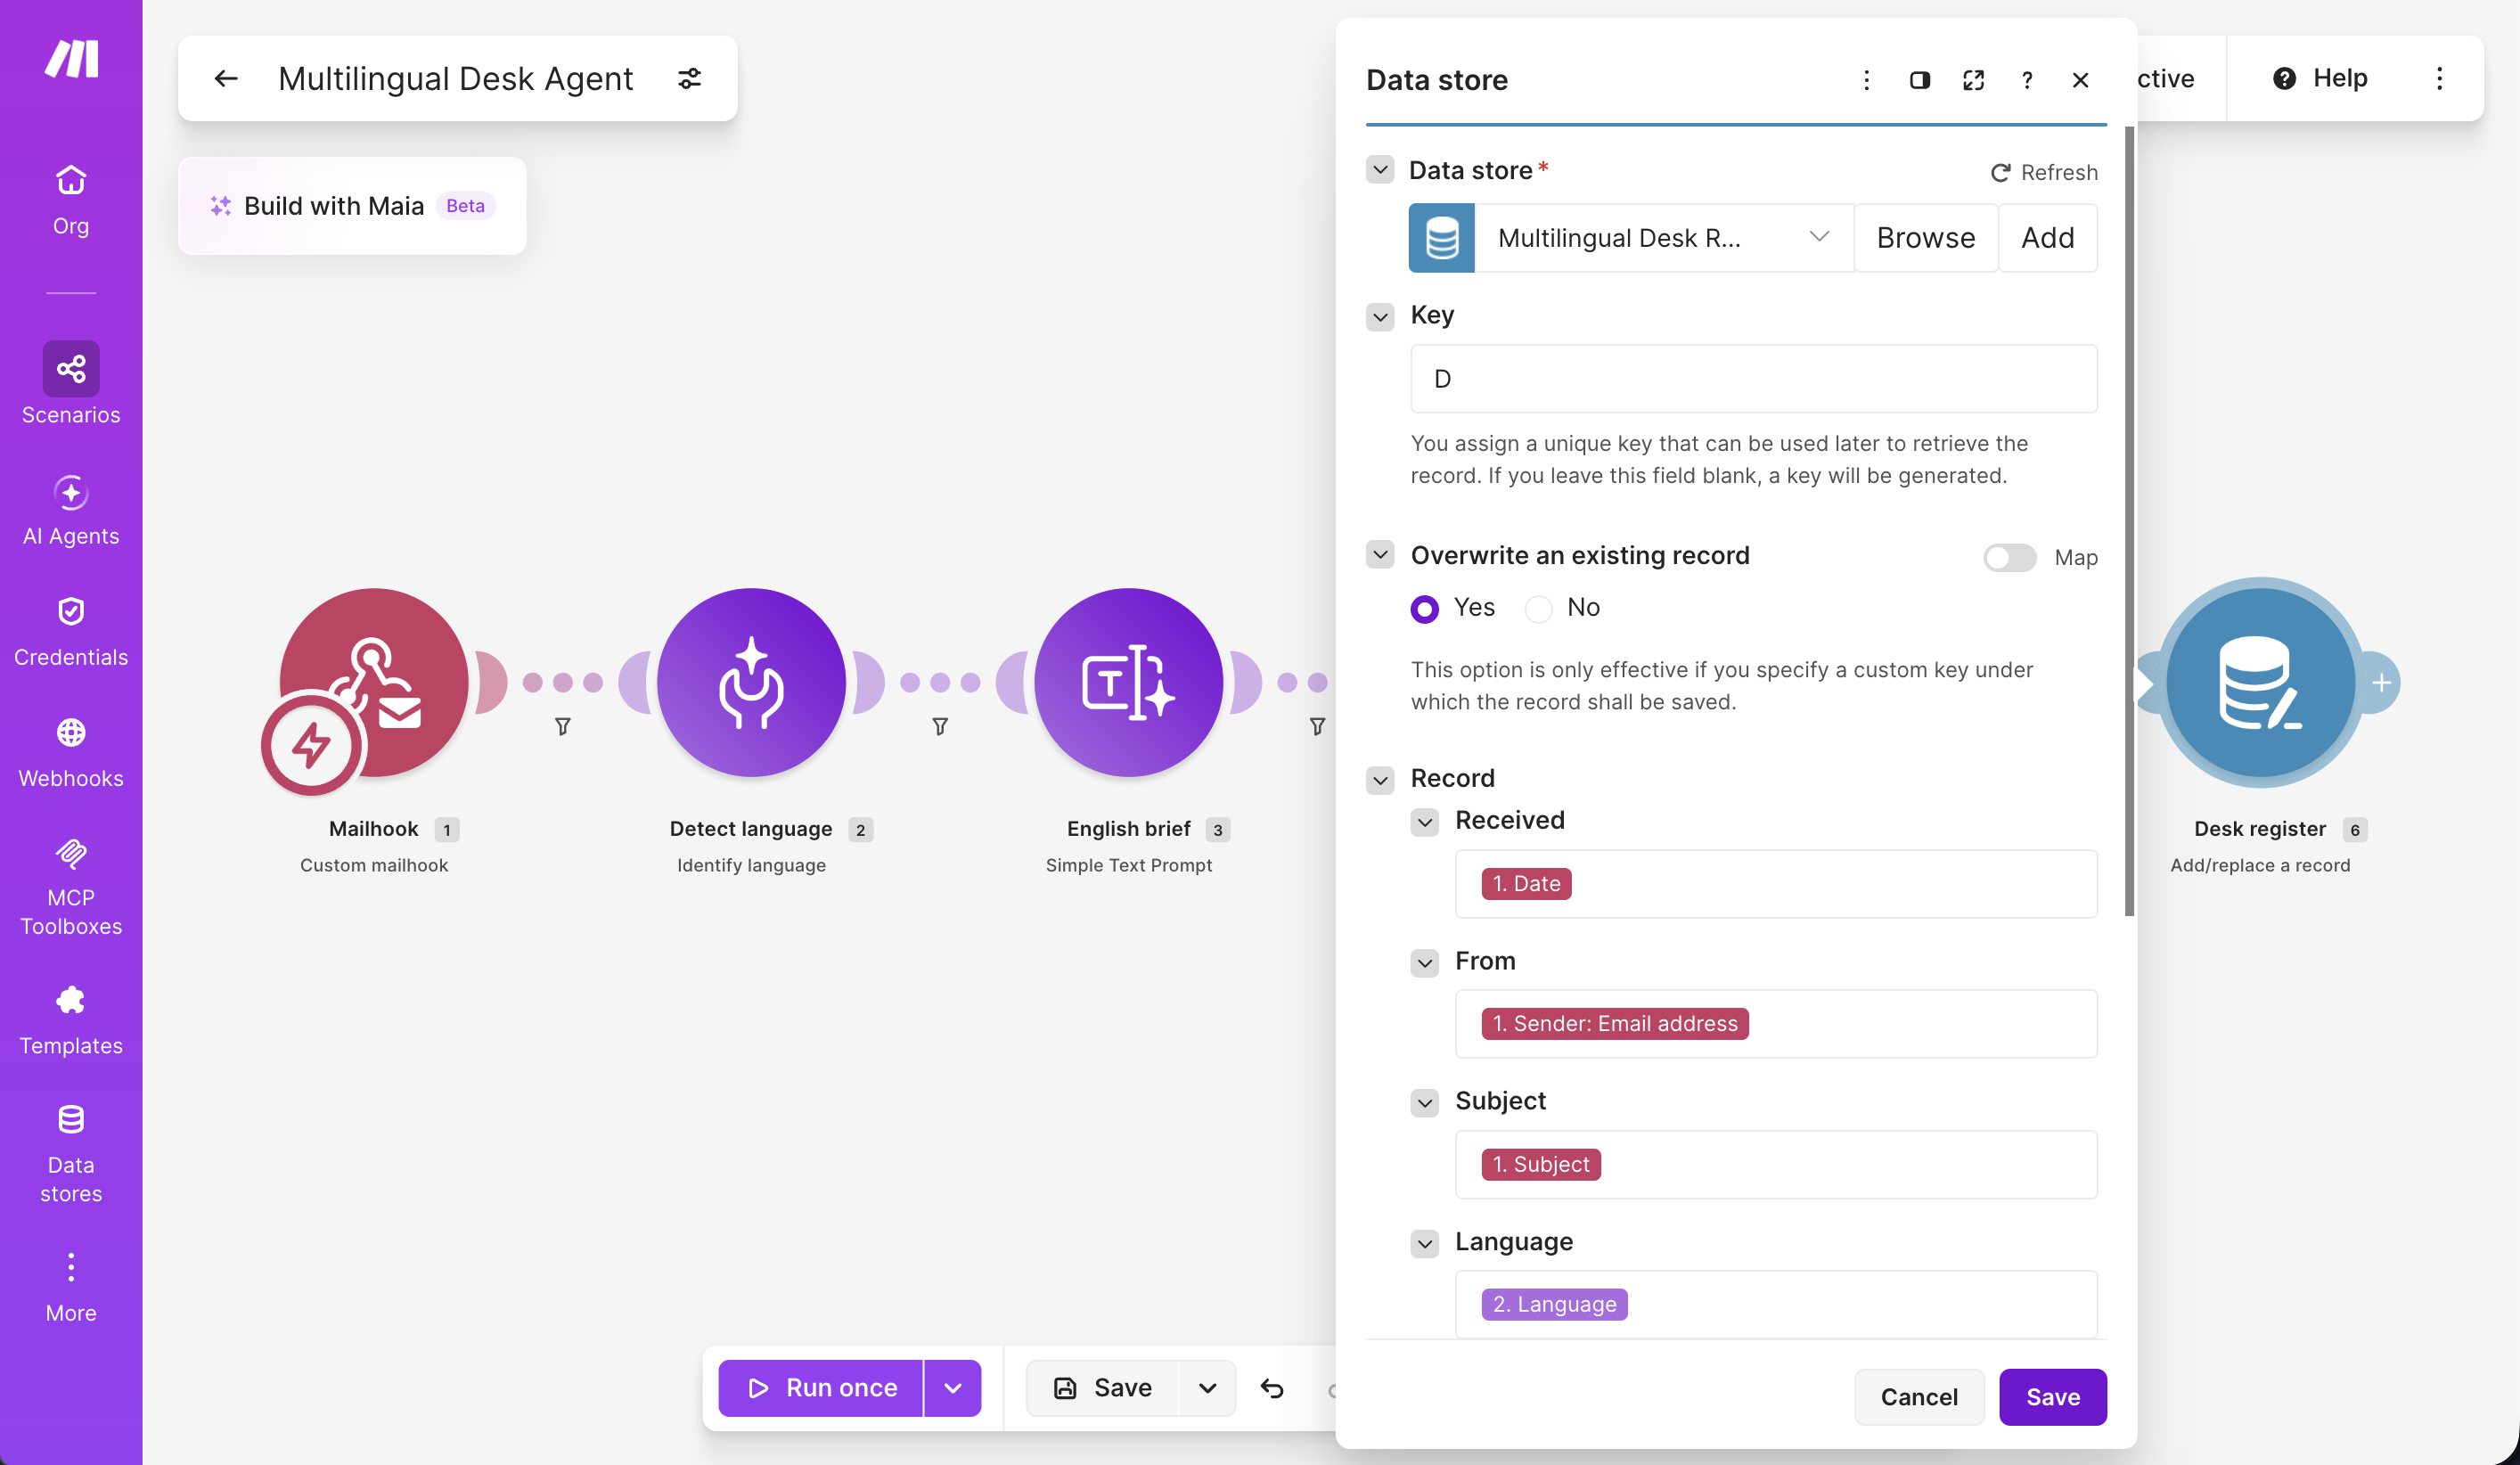 Multilingual Desk Agent
Build with Maia Beta
Org
Scenarios
AI Agents
Credentials
Webhooks
MCP
Toolboxes
Templates
Data
stores
More
Mailhook 1
Custom mailhook
Detect language 2
Identify language
English brief 3
Simple Text Prompt
Run once
Save
Data store
?
Data store*
Refresh
Multilingual Desk R...
Browse
Add
Key
D
You assign a unique key that can be used later to retrieve the
record. If you leave this field blank, a key will be generated.
Overwrite an existing record
Map
Yes
No
This option is only effective if you specify a custom key under
which the record shall be saved.
Record
Received
1. Date
From
1. Sender: Email address
Subject
1. Subject
Language
2. Language
Cancel
Save
ctive
Help
Desk register 6
Add/replace a record